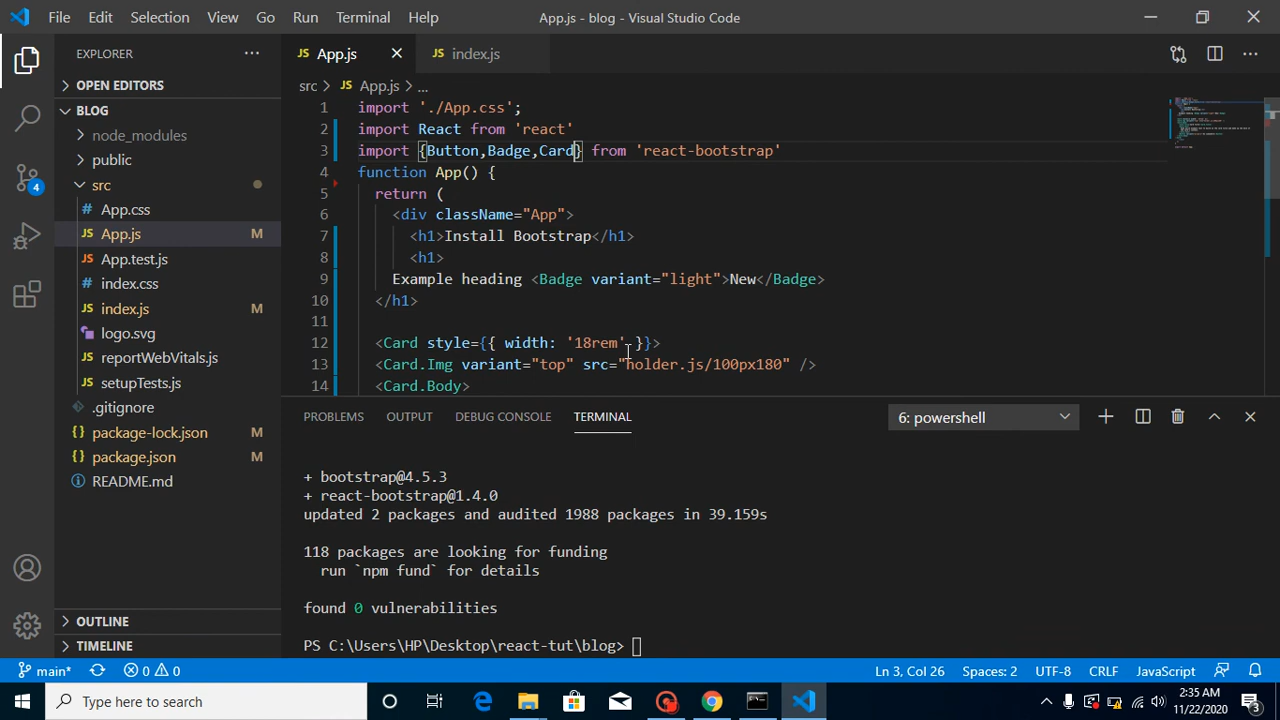 File Edit Selection View Go Run Terminal Help App.js - blog - Visual Studio Code
EXPLORER
OPEN EDITORS
BLOG
node_modules
public
src
App.css
App.js M
App.test.js
index.css
index.js M
logo.svg
reportWebVitals.js
setupTests.js
.gitignore
package-lock.json M
package.json M
README.md
OUTLINE
TIMELINE
4
JS App.js JS index.js
src > JS App.js > ...
1 import './App.css';
2 import React from 'react'
3 import {Button,Badge,Card} from 'react-bootstrap'
4 function App() {
5 return (
6 <div className="App">
7 <h1>Install Bootstrap</h1>
8 <h1>
9 Example heading <Badge variant="light">New</Badge>
10 </h1>
11
12 <Card style={{ width: '18rem' }}>
13 <Card.Img variant="top" src="holder.js/100px180" />
14 <Card.Body>
PROBLEMS OUTPUT DEBUG CONSOLE TERMINAL 6: powershell
+ bootstrap@4.5.3
+ react-bootstrap@1.4.0
updated 2 packages and audited 1988 packages in 39.159s
118 packages are looking for funding
run `npm fund` for details
found 0 vulnerabilities
PS C:\Users\HP\Desktop\react-tut\blog>
main* 0 0 Ln 3, Col 26 Spaces: 2 UTF-8 CRLF JavaScript
Type here to search
2:35 AM
11/22/2020
3